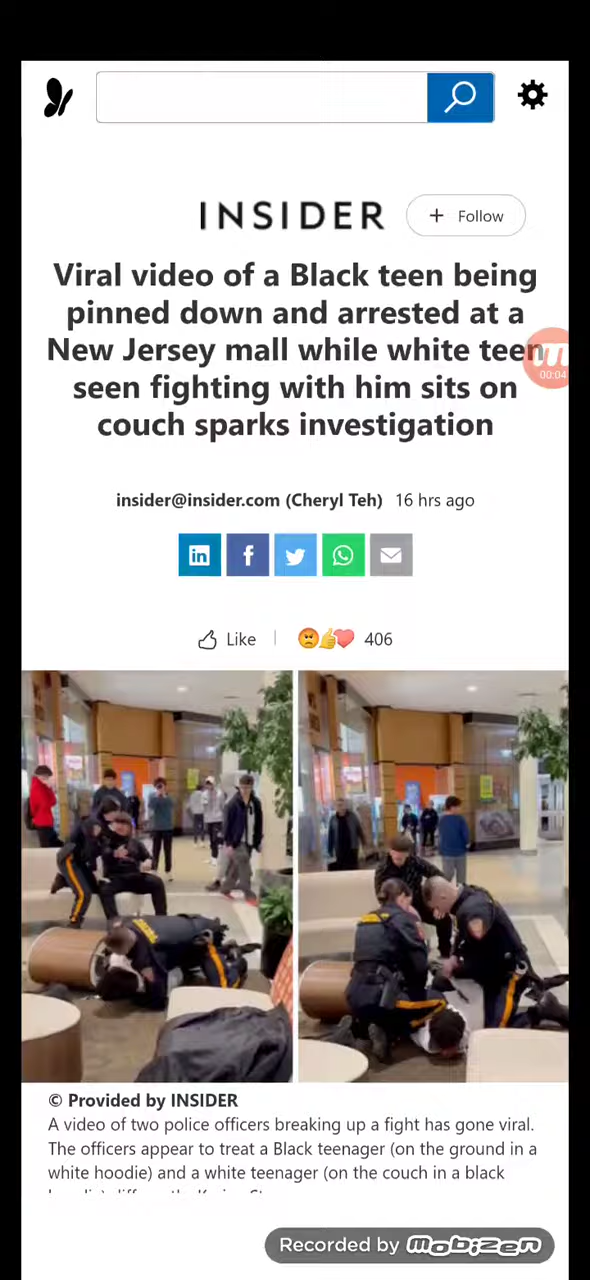 INSIDER
+ Follow
Viral video of a Black teen being
pinned down and arrested at a
New Jersey mall while white teen
seen fighting with him sits on
couch sparks investigation
00:04
insider@insider.com (Cheryl Teh) 16 hrs ago
in f
Like | 406
© Provided by INSIDER
A video of two police officers breaking up a fight has gone viral.
The officers appear to treat a Black teenager (on the ground in a
white hoodie) and a white teenager (on the couch in a black
Recorded by mobizen